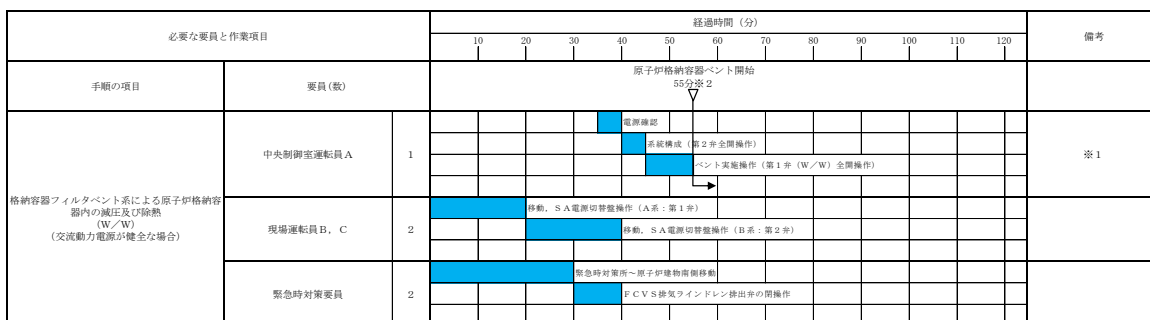 必要な要員と作業項目
経過時間（分）
備考
10 20 30 40 50 60 70 80 90 100 110 120
手順の項目
要員(数)
原子炉格納容器ベント開始
55分※２
格納容器フィルタベント系による原子炉格納容
器内の減圧及び除熱
（Ｗ／Ｗ）
（交流動力電源が健全な場合）
中央制御室運転員Ａ
1
電源確認
系統構成（第２弁全開操作）
ベント実施操作（第１弁（Ｗ／Ｗ）全開操作）
※１
現場運転員Ｂ，Ｃ
2
移動，ＳＡ電源切替盤操作（Ａ系：第１弁）
移動，ＳＡ電源切替盤操作（Ｂ系：第２弁）
緊急時対策要員
2
緊急時対策所～原子炉建物南側移動
ＦＣＶＳ排気ラインドレン排出弁の閉操作